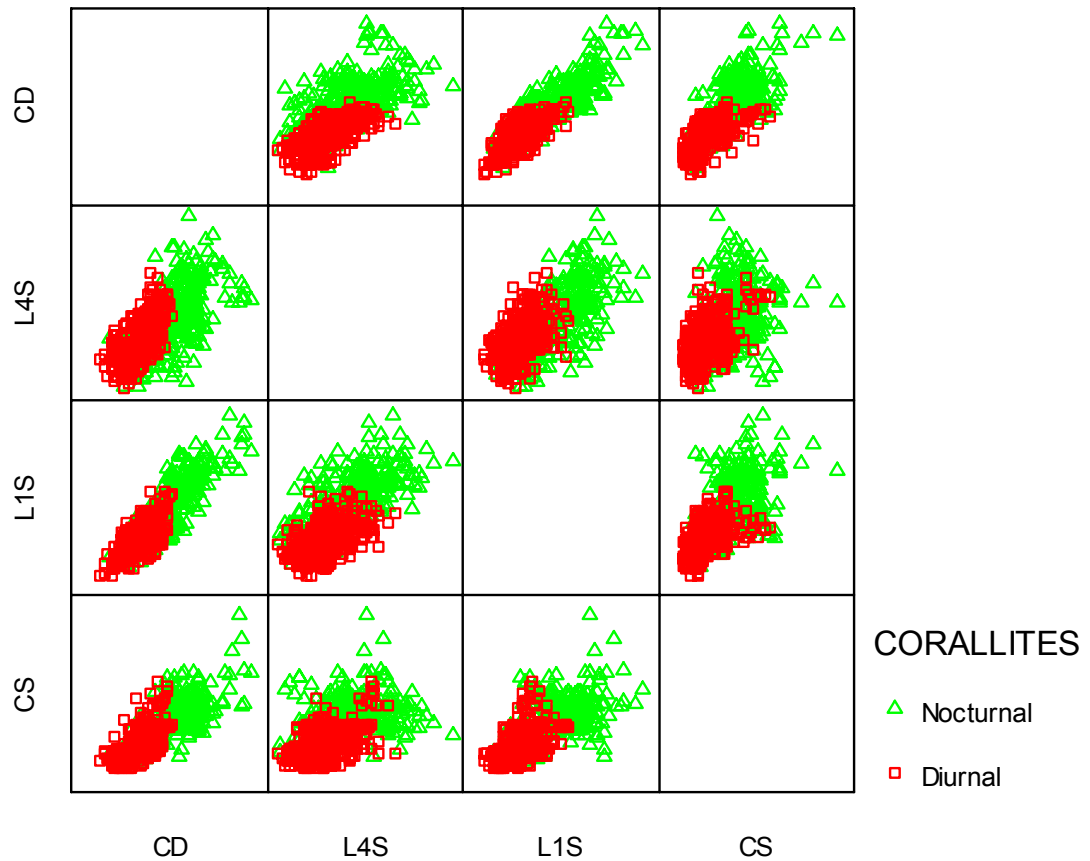 CD
L4S
L1S
CS
CORALLITES
Nocturnal
Diurnal
CD L4S L1S CS